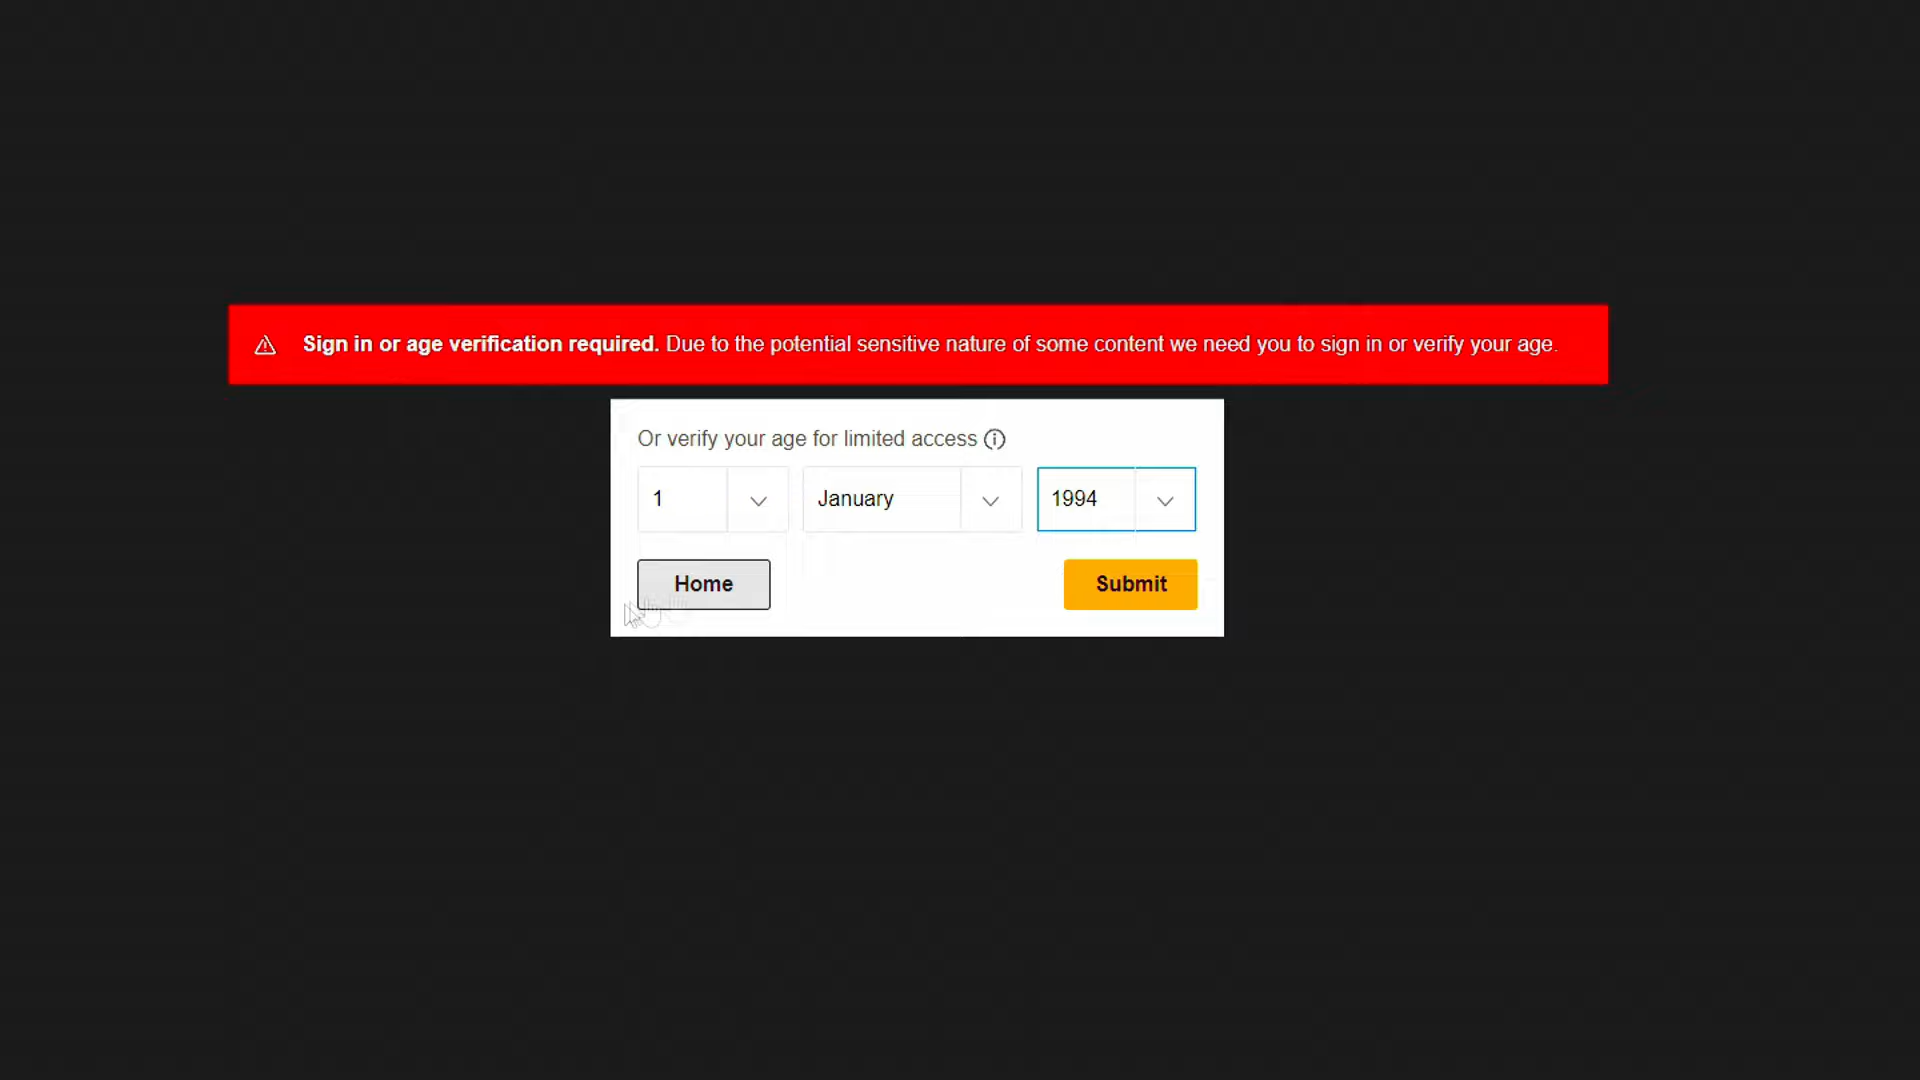 Sign in or age verification required. Due to the potential sensitive nature of some content we need you to sign in or verify your age.
Or verify your age for limited access
1 January 1994
Home Submit